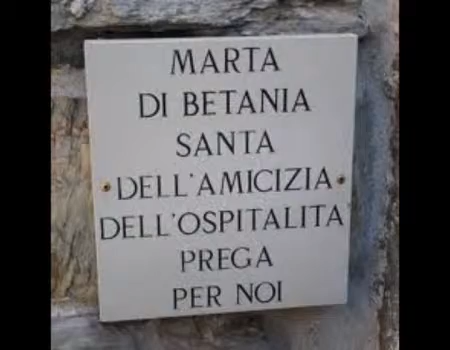 MARTA
DI BETANIA
SANTA
DELL'AMICIZIA
DELL'OSPITALITA
PREGA
PER NOI